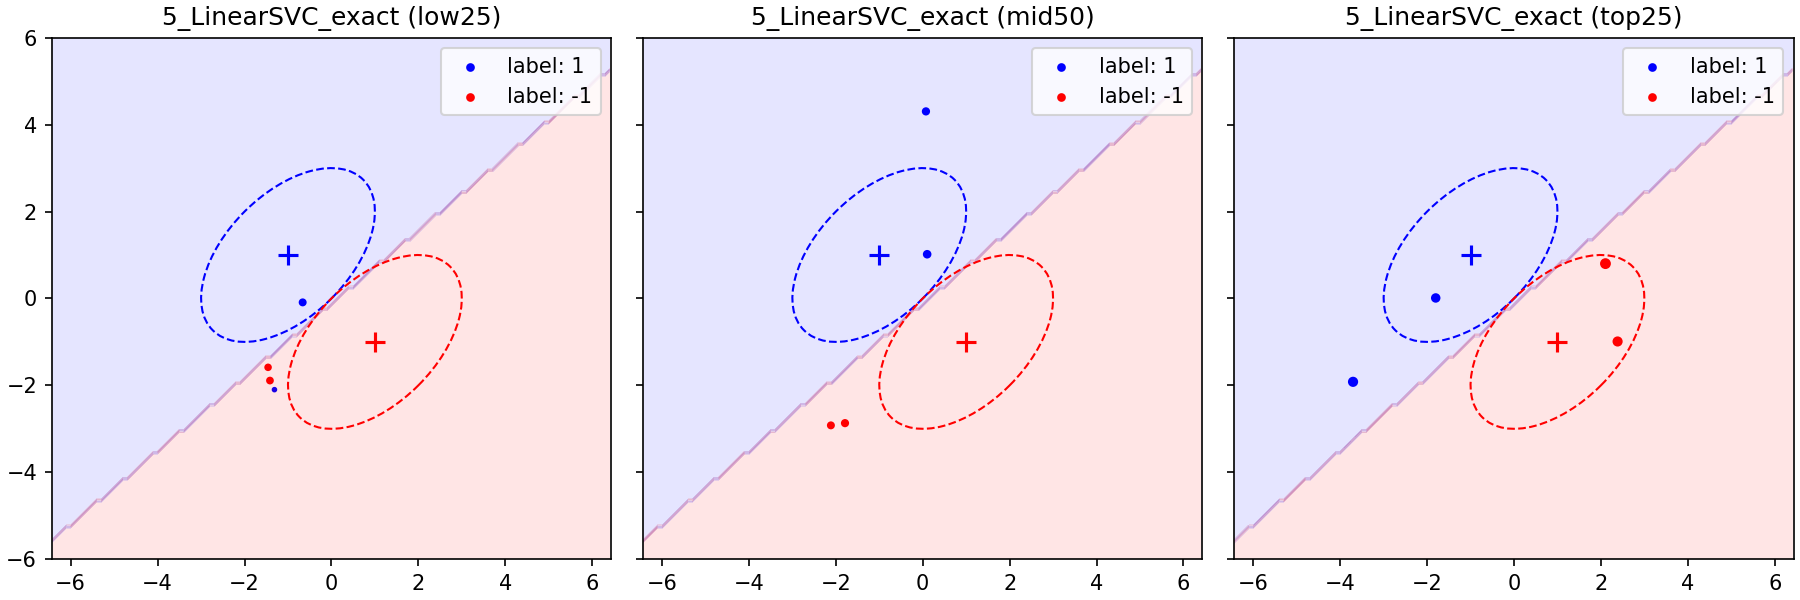 5_LinearSVC_exact (low25)
5_LinearSVC_exact (mid50)
5_LinearSVC_exact (top25)
label: 1
label: -1
label: 1
label: -1
label: 1
label: -1
6
4
2
0
−2
−4
−6
−6 −4 −2 0 2 4 6
−6 −4 −2 0 2 4 6
−6 −4 −2 0 2 4 6